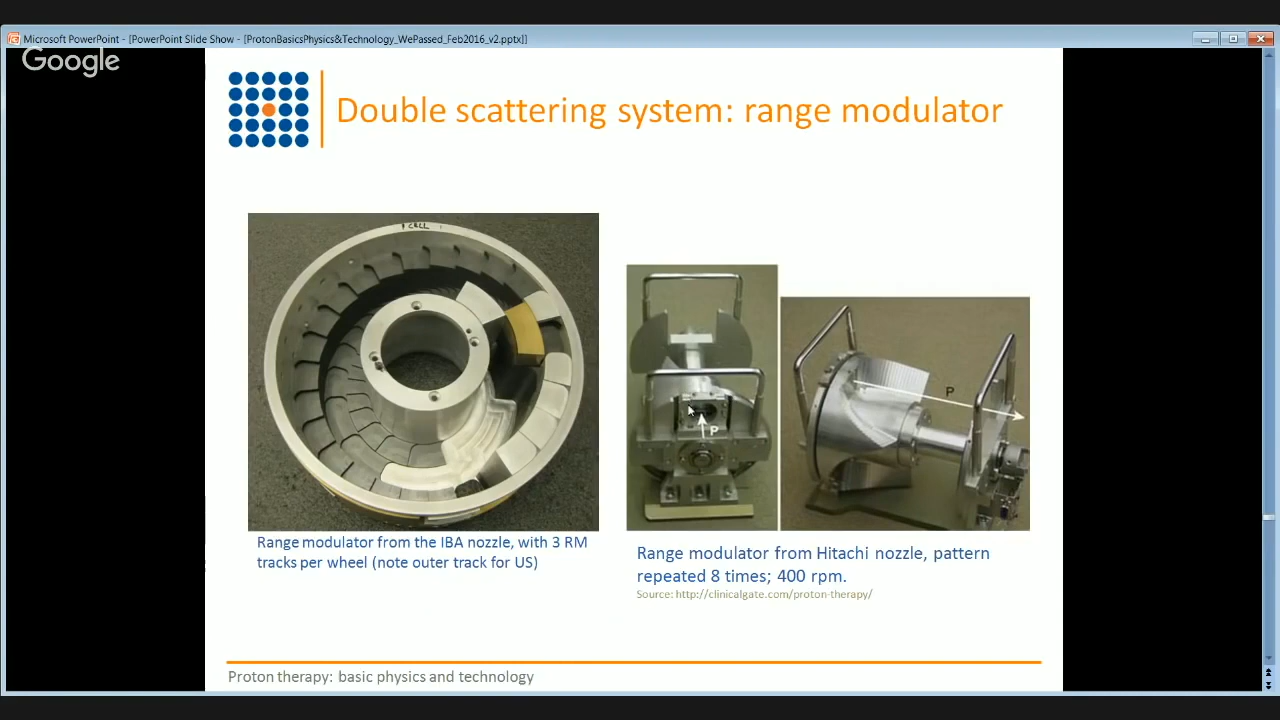 Microsoft PowerPoint - [PowerPoint Slide Show - [ProtonBasicsPhysics&Technology_WePassed_Feb2016_v2.pptx]]
Google
Double scattering system: range modulator
P
P
Range modulator from the IBA nozzle, with 3 RM
tracks per wheel (note outer track for US)
Range modulator from Hitachi nozzle, pattern
repeated 8 times; 400 rpm.
Source: http://clinicalgate.com/proton-therapy/
Proton therapy: basic physics and technology